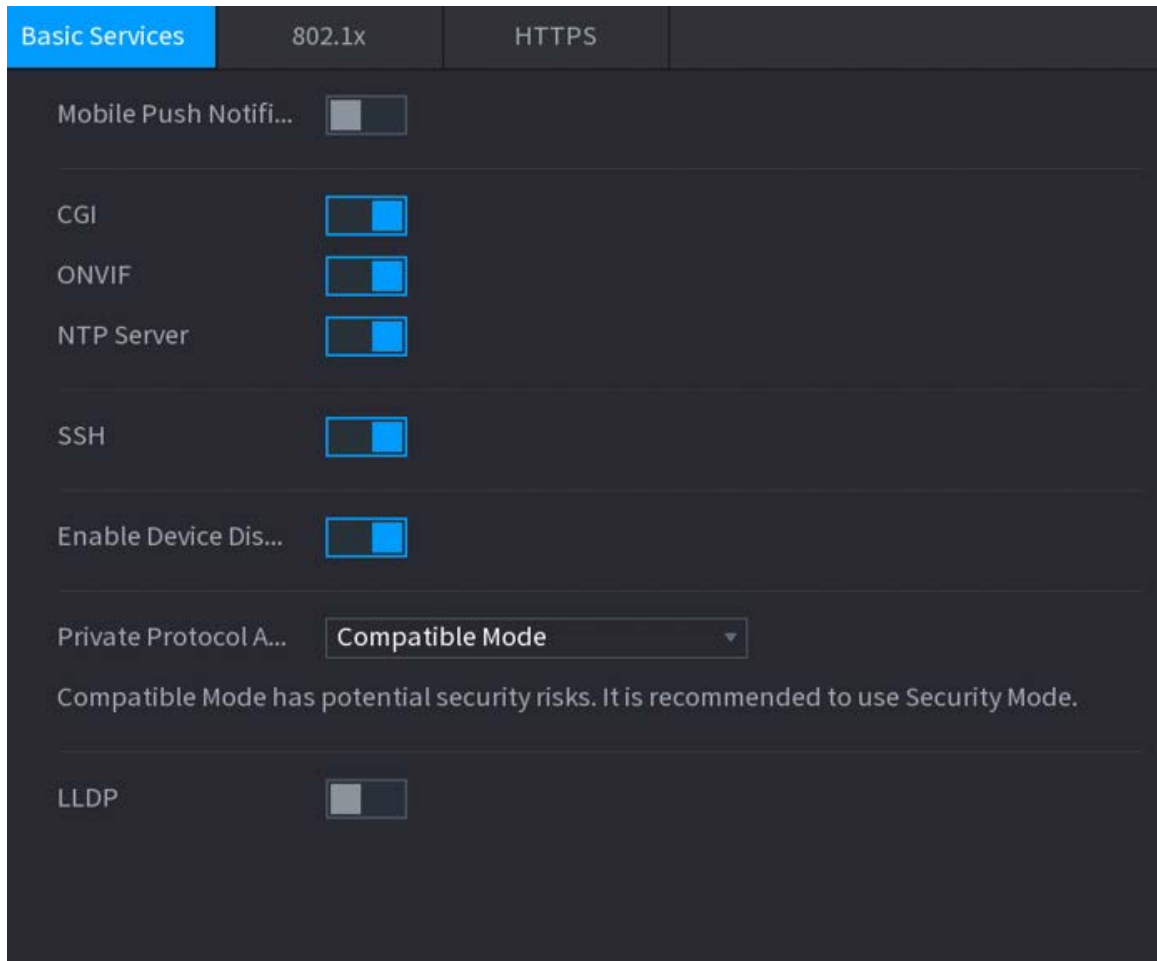 Basic Services 802.1x HTTPS
Mobile Push Notifi...
CGI
ONVIF
NTP Server
SSH
Enable Device Dis...
Private Protocol A... Compatible Mode
Compatible Mode has potential security risks. It is recommended to use Security Mode.
LLDP